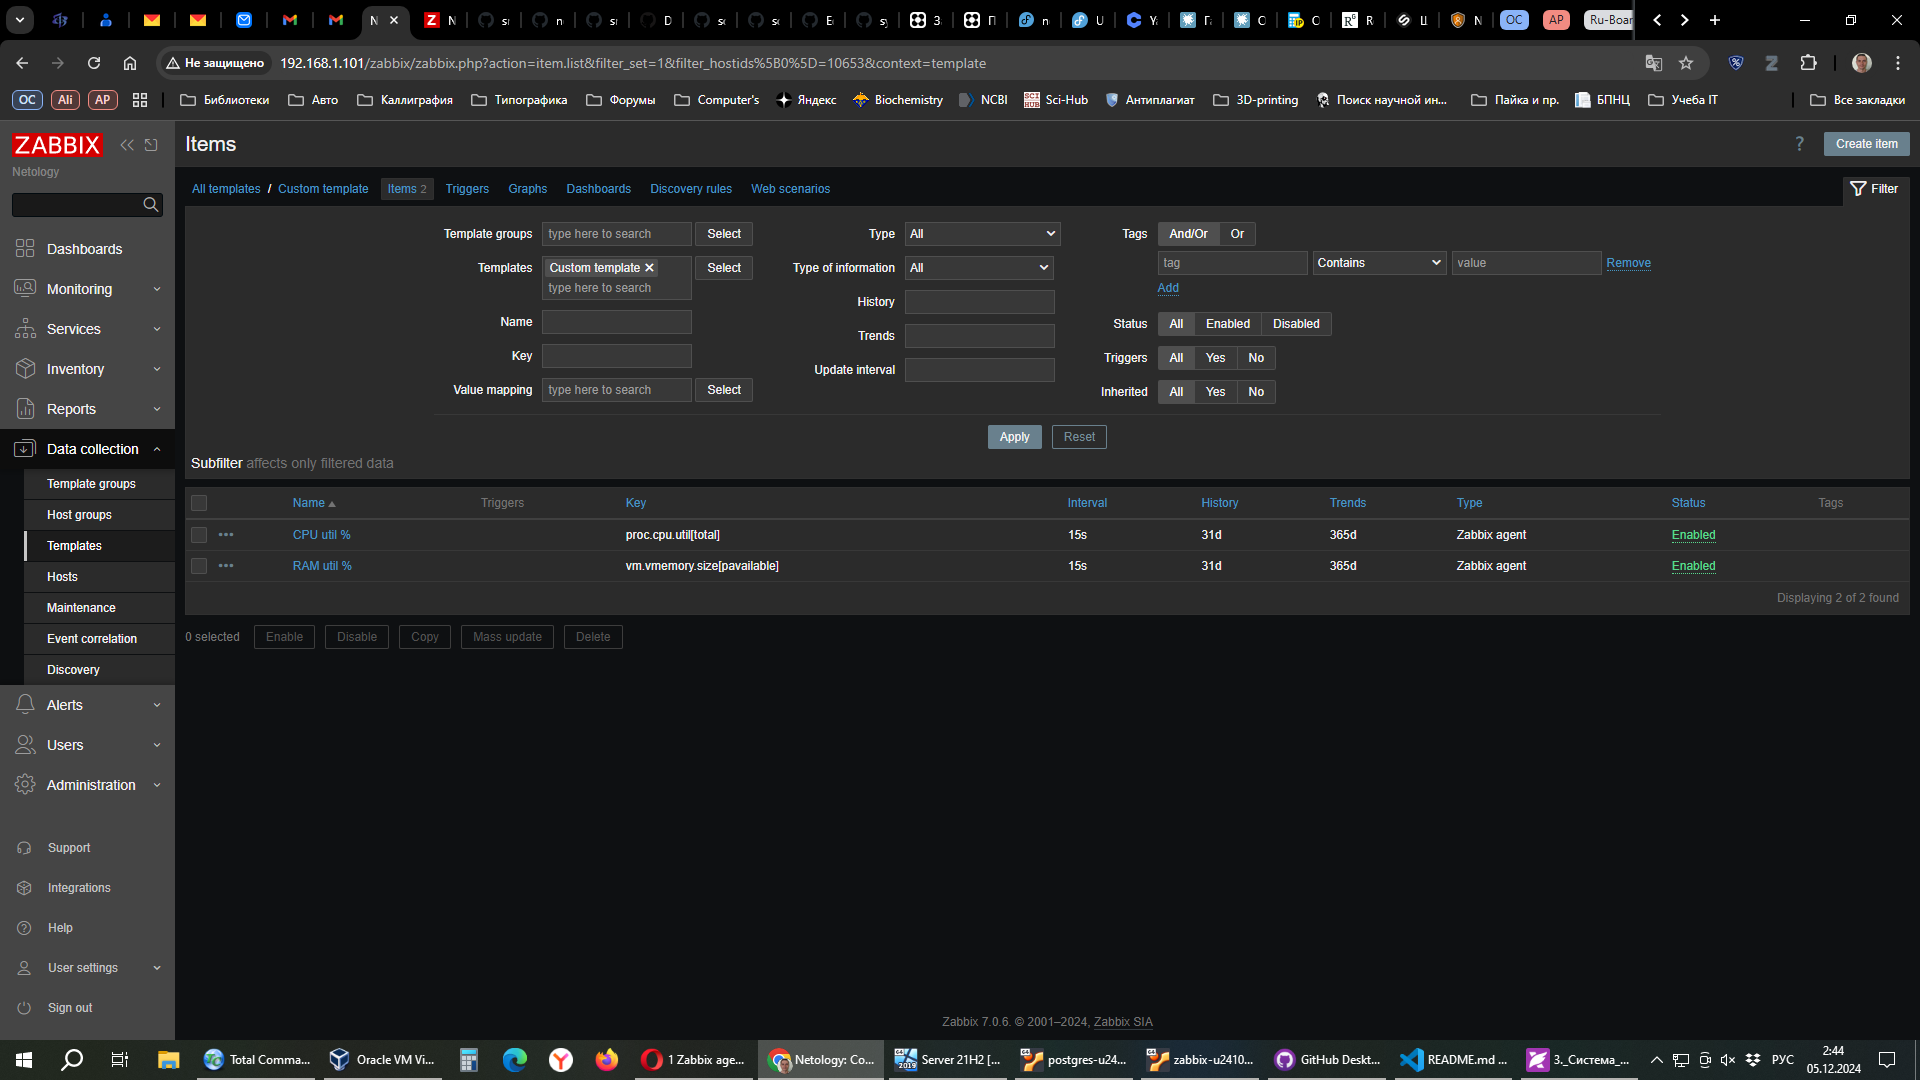 N
N
sr
n
sr
D
sc
sc
Ec
sy
З
П
n
U
Ya
Га
C
C
R
Ц
N
OC
AP
Ru-Boar
Не защищено
192.168.1.101/zabbix/zabbix.php?action=item.list&filter_set=1&filter_hostids%5B0%5D=10653&context=template
OC
Ali
AP
Библиотеки
Авто
Каллиграфия
Типографика
Форумы
Computer's
Яндекс
Biochemistry
NCBI
Sci-Hub
Антиплагиат
3D-printing
Поиск научной ин...
Пайка и пр.
БПНЦ
Учеба IT
Все закладки
ZABBIX
Netology
Dashboards
Monitoring
Services
Inventory
Reports
Data collection
Template groups
Host groups
Templates
Hosts
Maintenance
Event correlation
Discovery
Alerts
Users
Administration
Support
Integrations
Help
User settings
Sign out
Items
?
Create item
All templates / Custom template Items 2 Triggers Graphs Dashboards Discovery rules Web scenarios
Filter
Template groups type here to search Select
Templates Custom template Select
type here to search
Name
Key
Value mapping type here to search Select
Type All
Type of information All
History
Trends
Update interval
Tags And/Or Or
tag Contains value Remove
Add
Status All Enabled Disabled
Triggers All Yes No
Inherited All Yes No
Apply Reset
Subfilter affects only filtered data
Name Triggers Key Interval History Trends Type Status Tags
CPU util % proc.cpu.util[total] 15s 31d 365d Zabbix agent Enabled
RAM util % vm.vmemory.size[pavailable] 15s 31d 365d Zabbix agent Enabled
Displaying 2 of 2 found
0 selected Enable Disable Copy Mass update Delete
Zabbix 7.0.6. © 2001–2024, Zabbix SIA
Total Comma...
Oracle VM Vi...
1 Zabbix age...
Netology: Co...
Server 21H2 [...
postgres-u24...
zabbix-u2410...
GitHub Deskt...
README.md ...
3._Система_...
РУС
2:44
05.12.2024